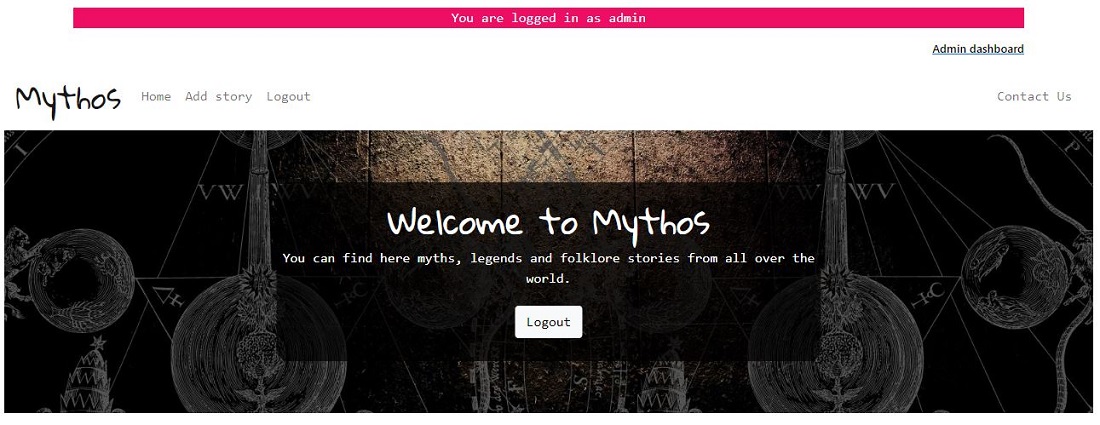 You are logged in as admin
Admin dashboard
Mythos Home Add story Logout Contact Us
Welcome to Mythos
You can find here myths, legends and folklore stories from all over the
world.
Logout